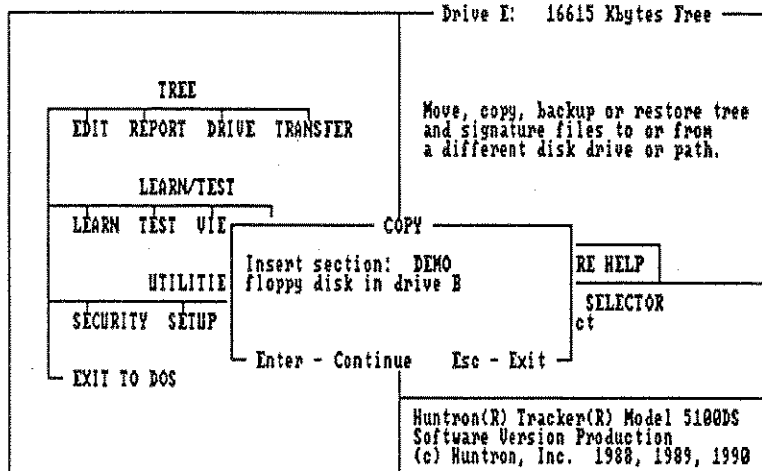 Drive E: 16615 Kbytes Free
TREE
EDIT REPORT DRIVE TRANSFER
Move, copy, backup or restore tree
and signature files to or from
a different disk drive or path.
LEARN/TEST
LEARN TEST VIE
COPY
Insert section: DEMO
floppy disk in drive B
Enter - Continue Esc - Exit
RE HELP
UTILITIE
SELECTOR
SECURITY SETUP
ct
EXIT TO DOS
Huntron(R) Tracker(R) Model 5100DS
Software Version Production
(c) Huntron, Inc. 1988, 1989, 1990